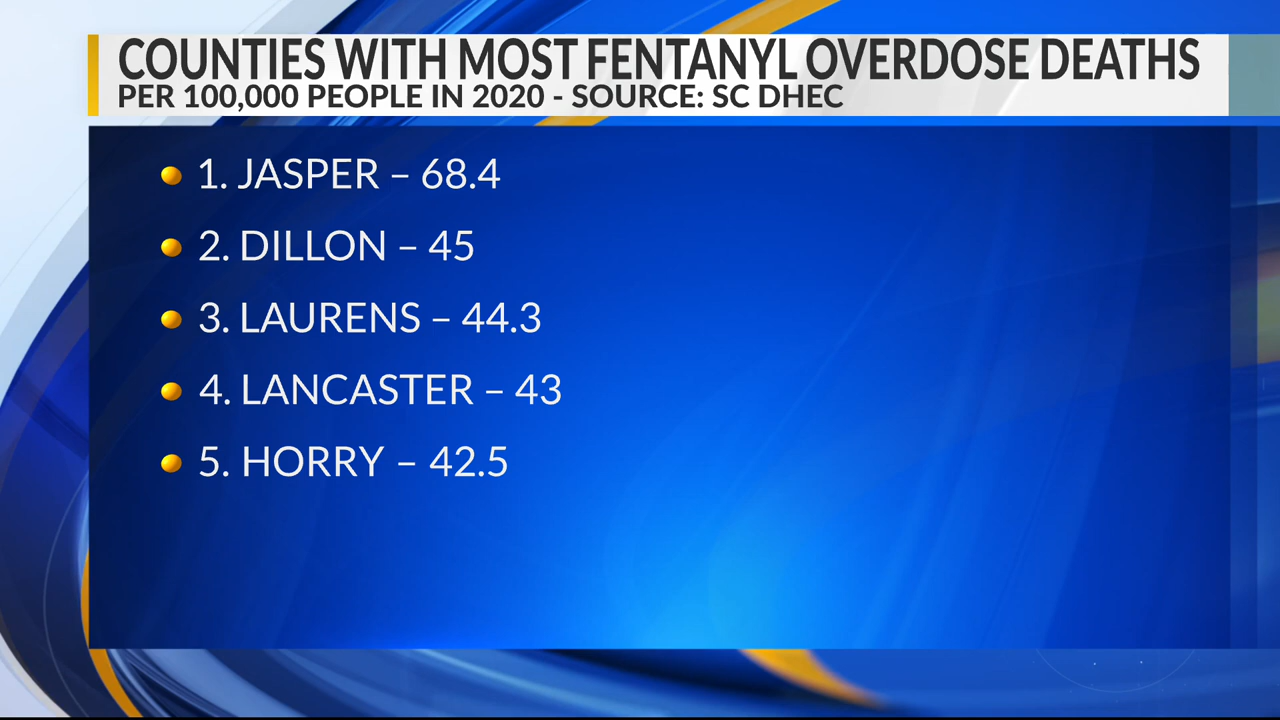 COUNTIES WITH MOST FENTANYL OVERDOSE DEATHS
PER 100,000 PEOPLE IN 2020 - SOURCE: SC DHEC
1. JASPER – 68.4
2. DILLON – 45
3. LAURENS – 44.3
4. LANCASTER – 43
5. HORRY – 42.5